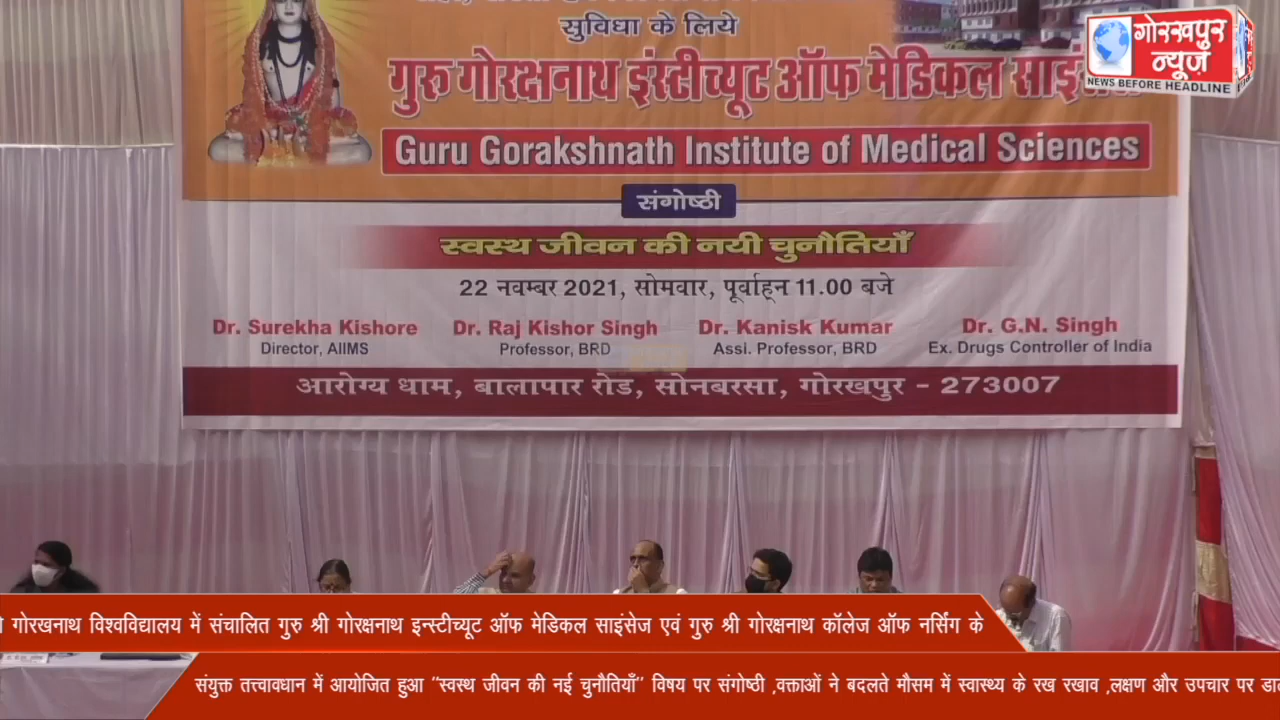 सुविधा के लिये
गुरु गोरक्षनाथ इंस्टीच्यूट ऑफ मेडिकल
Guru Gorakshnath Institute of Medical Sciences
संगोष्ठी
स्वस्थ जीवन की नयी चुनौतियाँ
22 नवम्बर 2021, सोमवार, पूर्वाह्न 11.00 बजे
Dr. Surekha Kishore Dr. Raj Kishor Singh Dr. Kanisk Kumar Dr. G.N. Singh
Director, AIIMS Professor, BRD Assi. Professor, BRD Ex. Drugs Controller of India
आरोग्य धाम, बालापार रोड, सोनबरसा, गोरखपुर - 273007
गोरखपुर
न्यूज़
NEWS BEFORE HEADLINE
गोरखनाथ विश्वविद्यालय में संचालित गुरु श्री गोरक्षनाथ इन्स्टीच्यूट ऑफ मेडिकल साइंसेज एवं गुरु श्री गोरक्षनाथ कॉलेज ऑफ नर्सिंग के
संयुक्त तत्त्वावधान में आयोजित हुआ "स्वस्थ जीवन की नई चुनौतियाँ" विषय पर संगोष्ठी ,वक्ताओं ने बदलते मौसम में स्वास्थ्य के रख रखाव ,लक्षण और उपचार पर